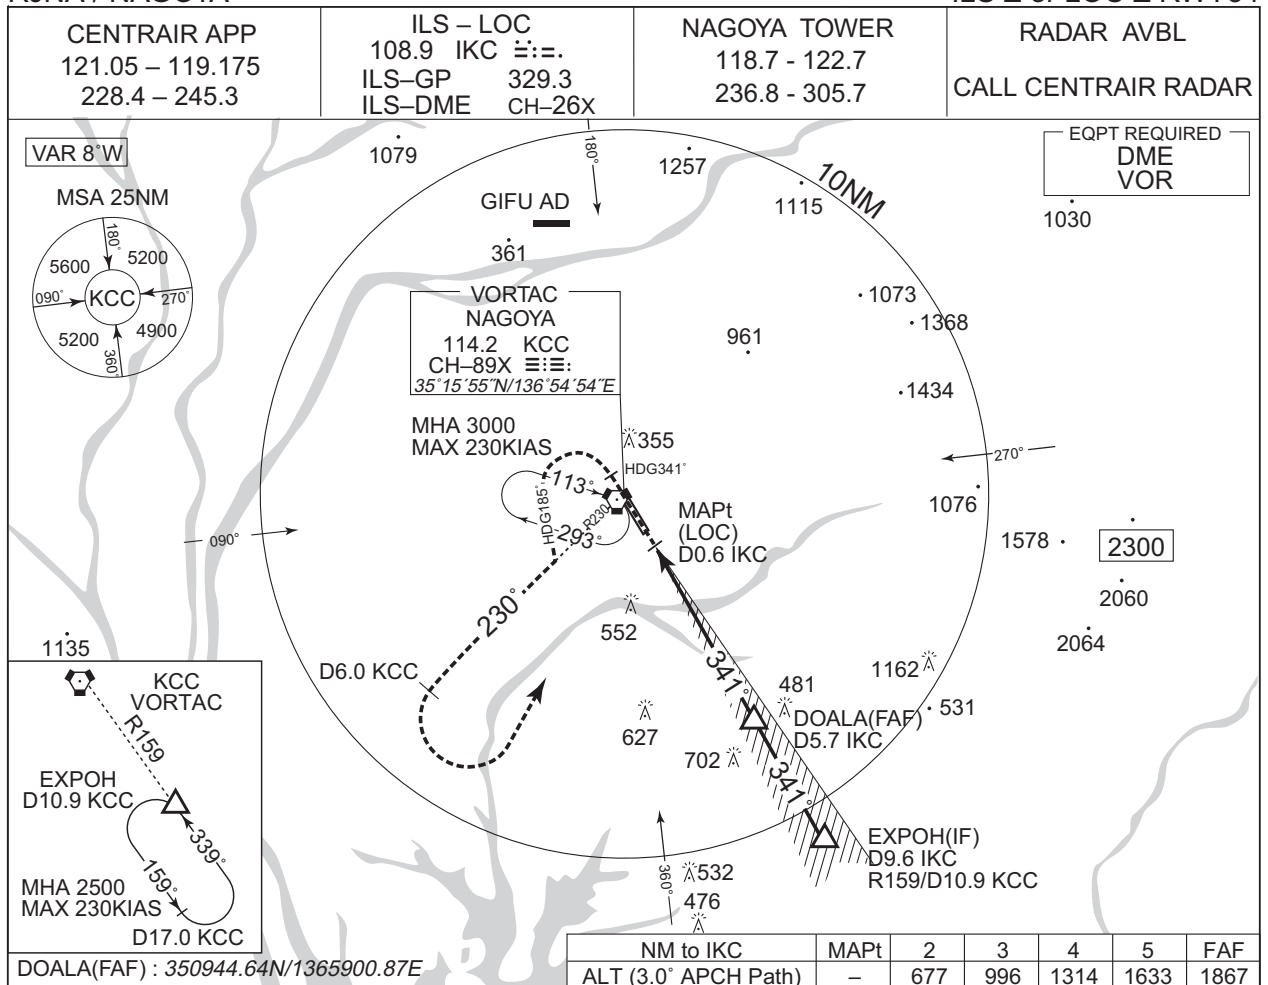 CENTRAIR APP
121.05 – 119.175
228.4 – 245.3
ILS – LOC
108.9 IKC
ILS–GP 329.3
ILS–DME CH–26X
NAGOYA TOWER
118.7 - 122.7
236.8 - 305.7
RADAR AVBL
CALL CENTRAIR RADAR
VAR 8°W
MSA 25NM
180°
5600
5200
090°
KCC
270°
5200
4900
360°
1079
180°
1257
10NM
1115
EQPT REQUIRED
DME
VOR
1030
GIFU AD
361
VORTAC
NAGOYA
114.2 KCC
CH–89X
35°15´55˝N/136°54´54˝E
1073
1368
961
1434
MHA 3000
MAX 230KIAS
355
HDG341°
113°
HDG185°
R230
293°
270°
1076
MAPt
(LOC)
D0.6 IKC
1578
2300
090°
2060
230°
552
2064
1135
D6.0 KCC
341°
1162
481
531
DOALA(FAF)
D5.7 IKC
627
702
341°
KCC
VORTAC
R159
EXPOH
D10.9 KCC
339°
159°
MHA 2500
MAX 230KIAS
D17.0 KCC
EXPOH(IF)
D9.6 IKC
R159/D10.9 KCC
360°
532
476
DOALA(FAF) : 350944.64N/1365900.87E
NM to IKC MAPt 2 3 4 5 FAF
ALT (3.0° APCH Path) – 677 996 1314 1633 1867